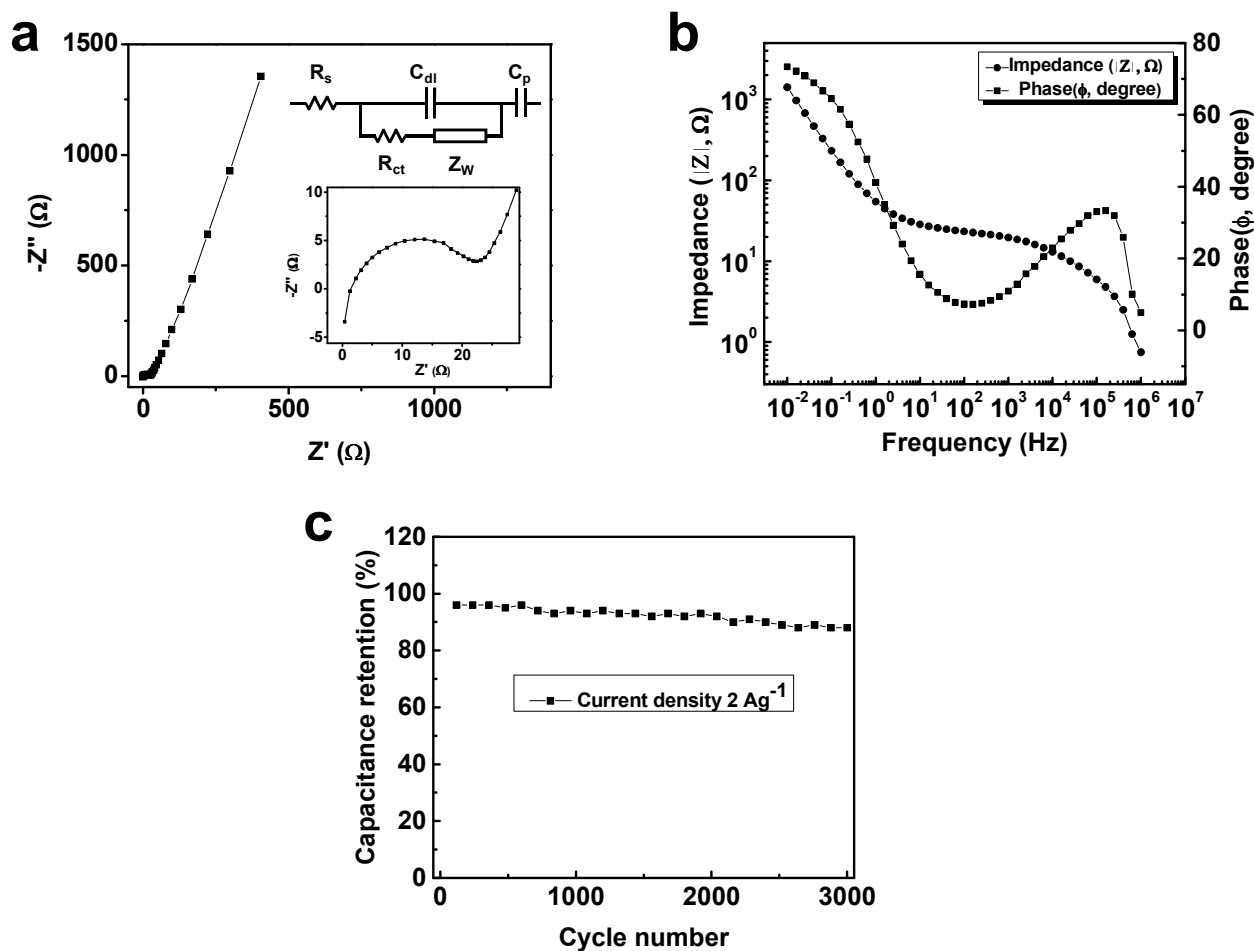 a
1500
1000
500
0
-Z'' (Ω)
0 500 1000
Z' (Ω)
Rs Cdl Cp
Rct ZW
10
5
0
-5
-Z'' (Ω)
0 10 20
Z' (Ω)
b
10³
10²
10¹
10⁰
Impedance (|Z|, Ω)
Impedance (|Z|, Ω)
Phase(ϕ, degree)
80
60
40
20
0
Phase(ϕ, degree)
10⁻² 10⁻¹ 10⁰ 10¹ 10² 10³ 10⁴ 10⁵ 10⁶ 10⁷
Frequency (Hz)
c
120
100
80
60
40
20
0
Capacitance retention (%)
Current density 2 Ag⁻¹
0 1000 2000 3000
Cycle number